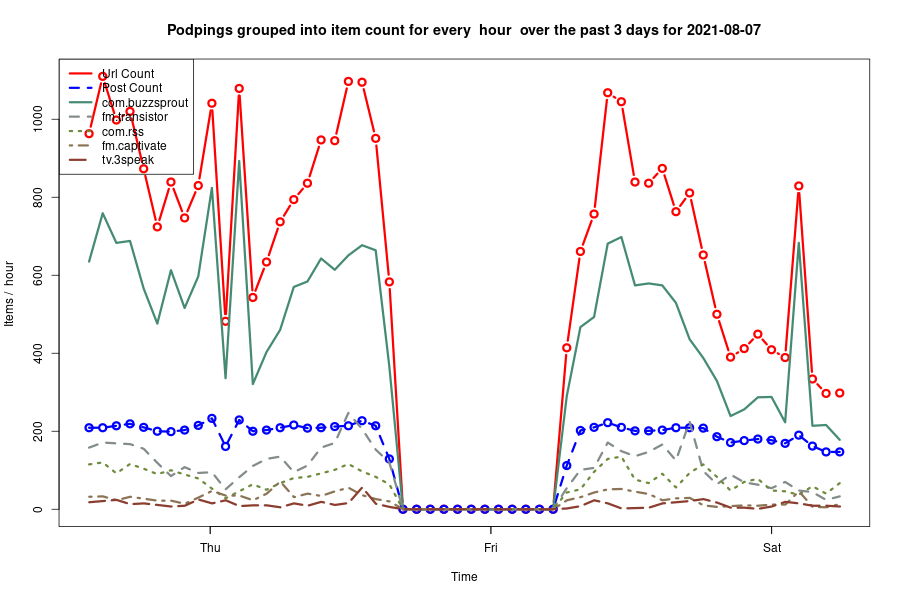 Podpings grouped into item count for every  hour  over the past 3 days for 2021-08-07
Url Count
Post Count
com.buzzsprout
fm.transistor
com.rss
fm.captivate
tv.3speak
Items /  hour
1000
800
600
400
200
0
Thu
Fri
Sat
Time